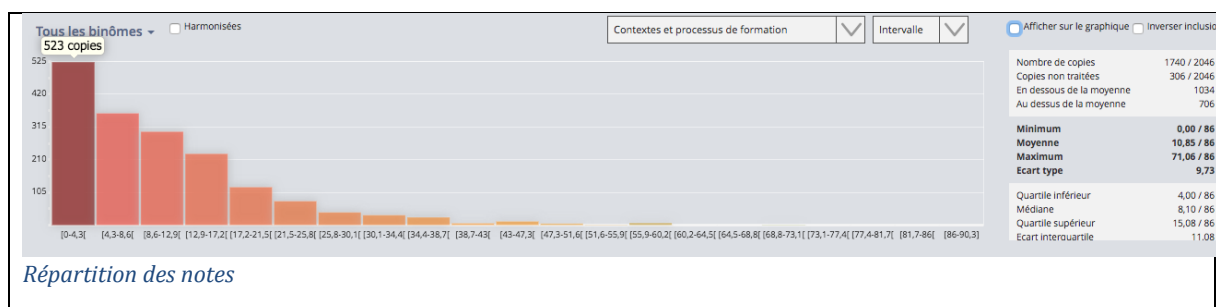 Tous les binômes
Harmonisées
Contextes et processus de formation
Intervalle
Afficher sur le graphique
Inverser inclusio
523 copies
525
420
315
210
105
[0-4,3[ [4,3-8,6[ [8,6-12,9[ [12,9-17,2[ [17,2-21,5[ [21,5-25,8[ [25,8-30,1[ [30,1-34,4[ [34,4-38,7[ [38,7-43[ [43-47,3[ [47,3-51,6[ [51,6-55,9[ [55,9-60,2[ [60,2-64,5[ [64,5-68,8[ [68,8-73,1[ [73,1-77,4[ [77,4-81,7[ [81,7-86[ [86-90,3]
Nombre de copies 1740 / 2046
Copies non traitées 306 / 2046
En dessous de la moyenne 1034
Au dessus de la moyenne 706
Minimum 0,00 / 86
Moyenne 10,85 / 86
Maximum 71,06 / 86
Ecart type 9,73
Quartile inférieur 4,00 / 86
Médiane 8,10 / 86
Quartile supérieur 15,08 / 86
Ecart interquartile 11,08
Répartition des notes